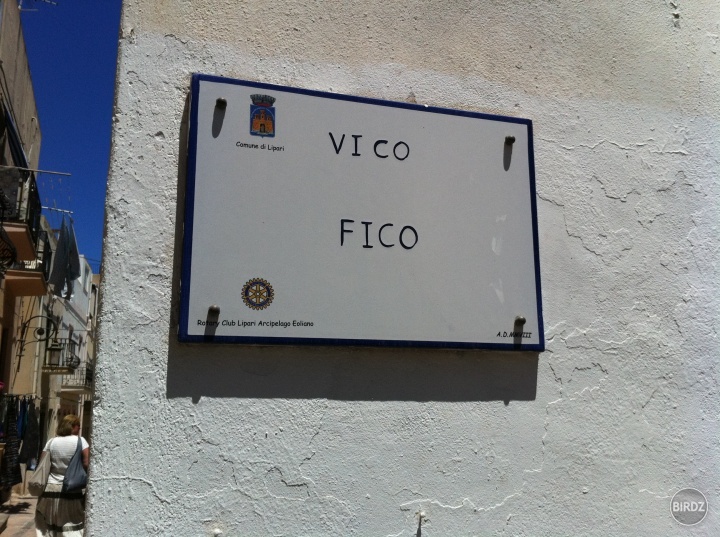 Comune di Lipari
VICO
FICO
Rotary Club Lipari Arcipelago Eoliano
A.D.
BiRDZ